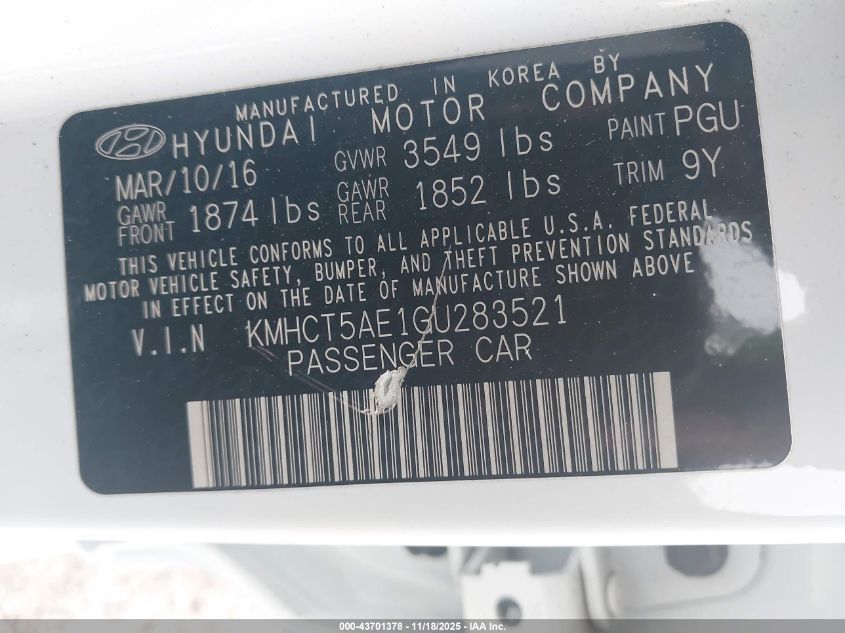 MANUFACTURED IN KOREA BY
HYUNDAI MOTOR COMPANY
MAR/10/16 GVWR 3549 lbs PAINT PGU
GAWR FRONT 1874 lbs GAWR REAR 1852 lbs TRIM 9Y
THIS VEHICLE CONFORMS TO ALL APPLICABLE U.S.A. FEDERAL
MOTOR VEHICLE SAFETY, BUMPER, AND THEFT PREVENTION STANDARDS
IN EFFECT ON THE DATE OF MANUFACTURE SHOWN ABOVE
V.I.N KMHCT5AE1GU283521
PASSENGER CAR
000-43701378 - 11/18/2025 - IAA Inc.